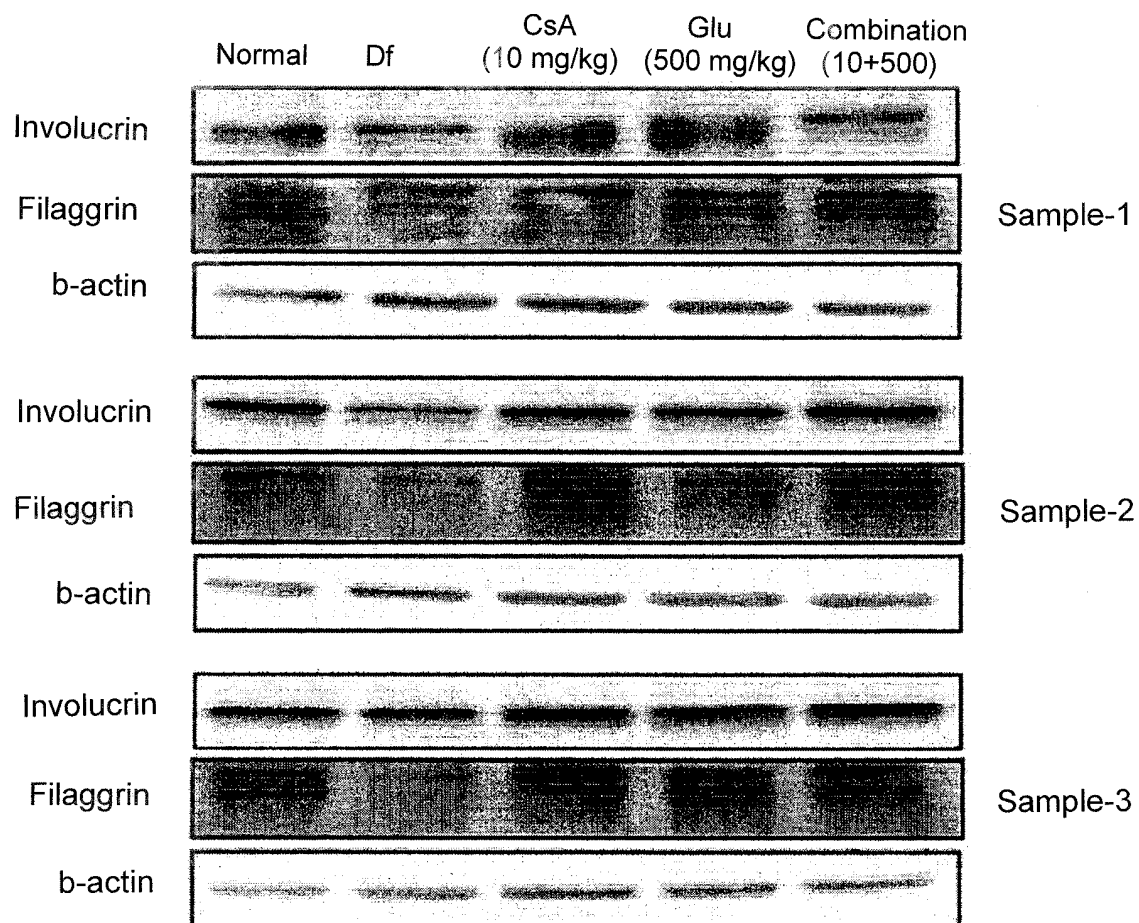 Normal Df CsA Glu Combination
(10 mg/kg) (500 mg/kg) (10+500)
Involucrin
Filaggrin Sample-1
b-actin
Involucrin
Filaggrin Sample-2
b-actin
Involucrin
Filaggrin Sample-3
b-actin